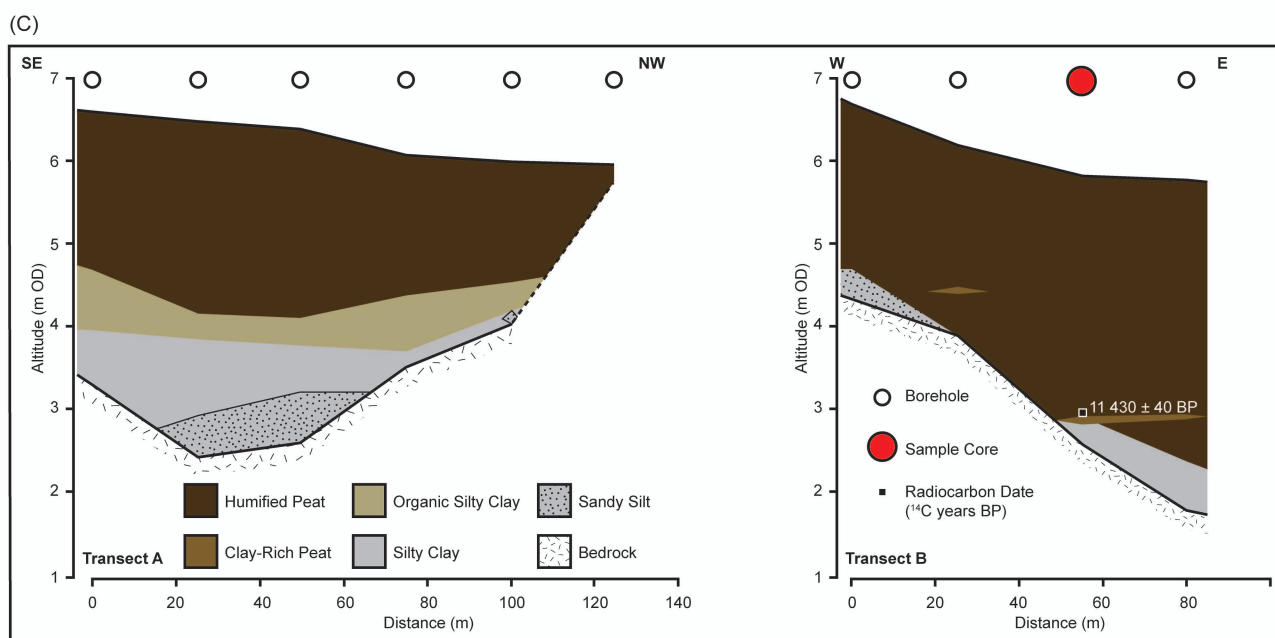 (C)
SE
NW
7
6
5
4
3
2
1
Altitude (m OD)
0
20
40
60
80
100
120
140
Distance (m)
Transect A
Humified Peat
Organic Silty Clay
Sandy Silt
Clay-Rich Peat
Silty Clay
Bedrock
W
E
7
6
5
4
3
2
1
Altitude (m OD)
11 430 ± 40 BP
Borehole
Sample Core
Radiocarbon Date
(¹⁴C years BP)
Transect B
0
20
40
60
80
Distance (m)